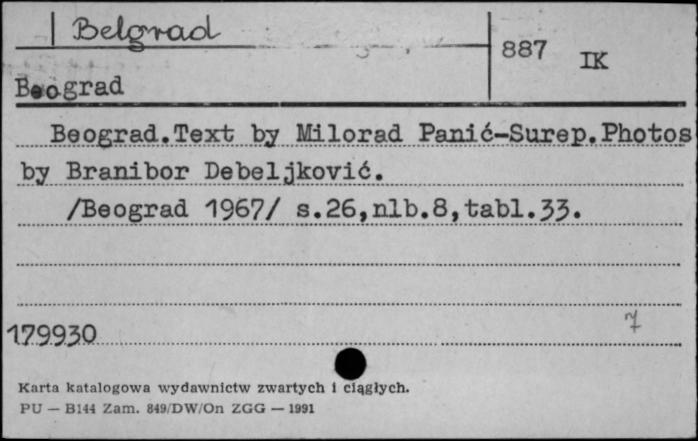 Belgrad
887 IK
Beograd
Beograd.Text by Milorad Panić-Surep.Photos
by Branibor Debeljković.
/Beograd 1967/ s.26,nlb.8,tabl.33.
7
179930
Karta katalogowa wydawnictw zwartych i ciągłych.
PU — B144 Zam. 849/DW/On ZGG — 1991